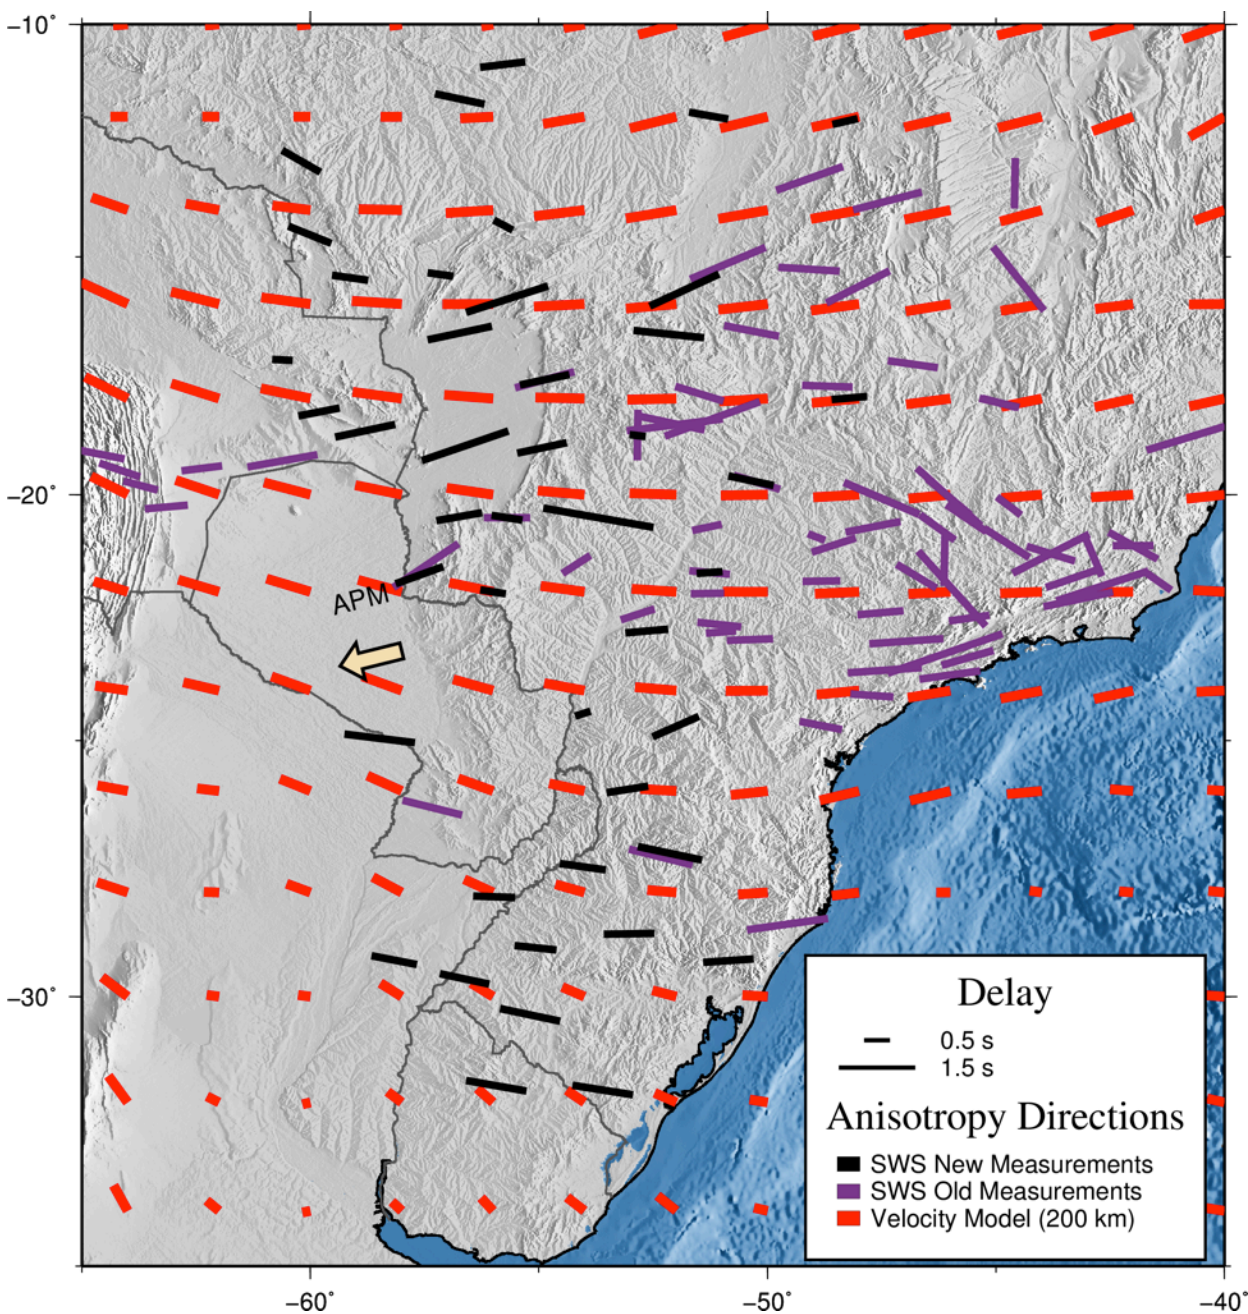 −10˚
−20˚
−30˚
APM
Delay
0.5 s
1.5 s
Anisotropy Directions
SWS New Measurements
SWS Old Measurements
Velocity Model (200 km)
−60˚
−50˚
−40˚